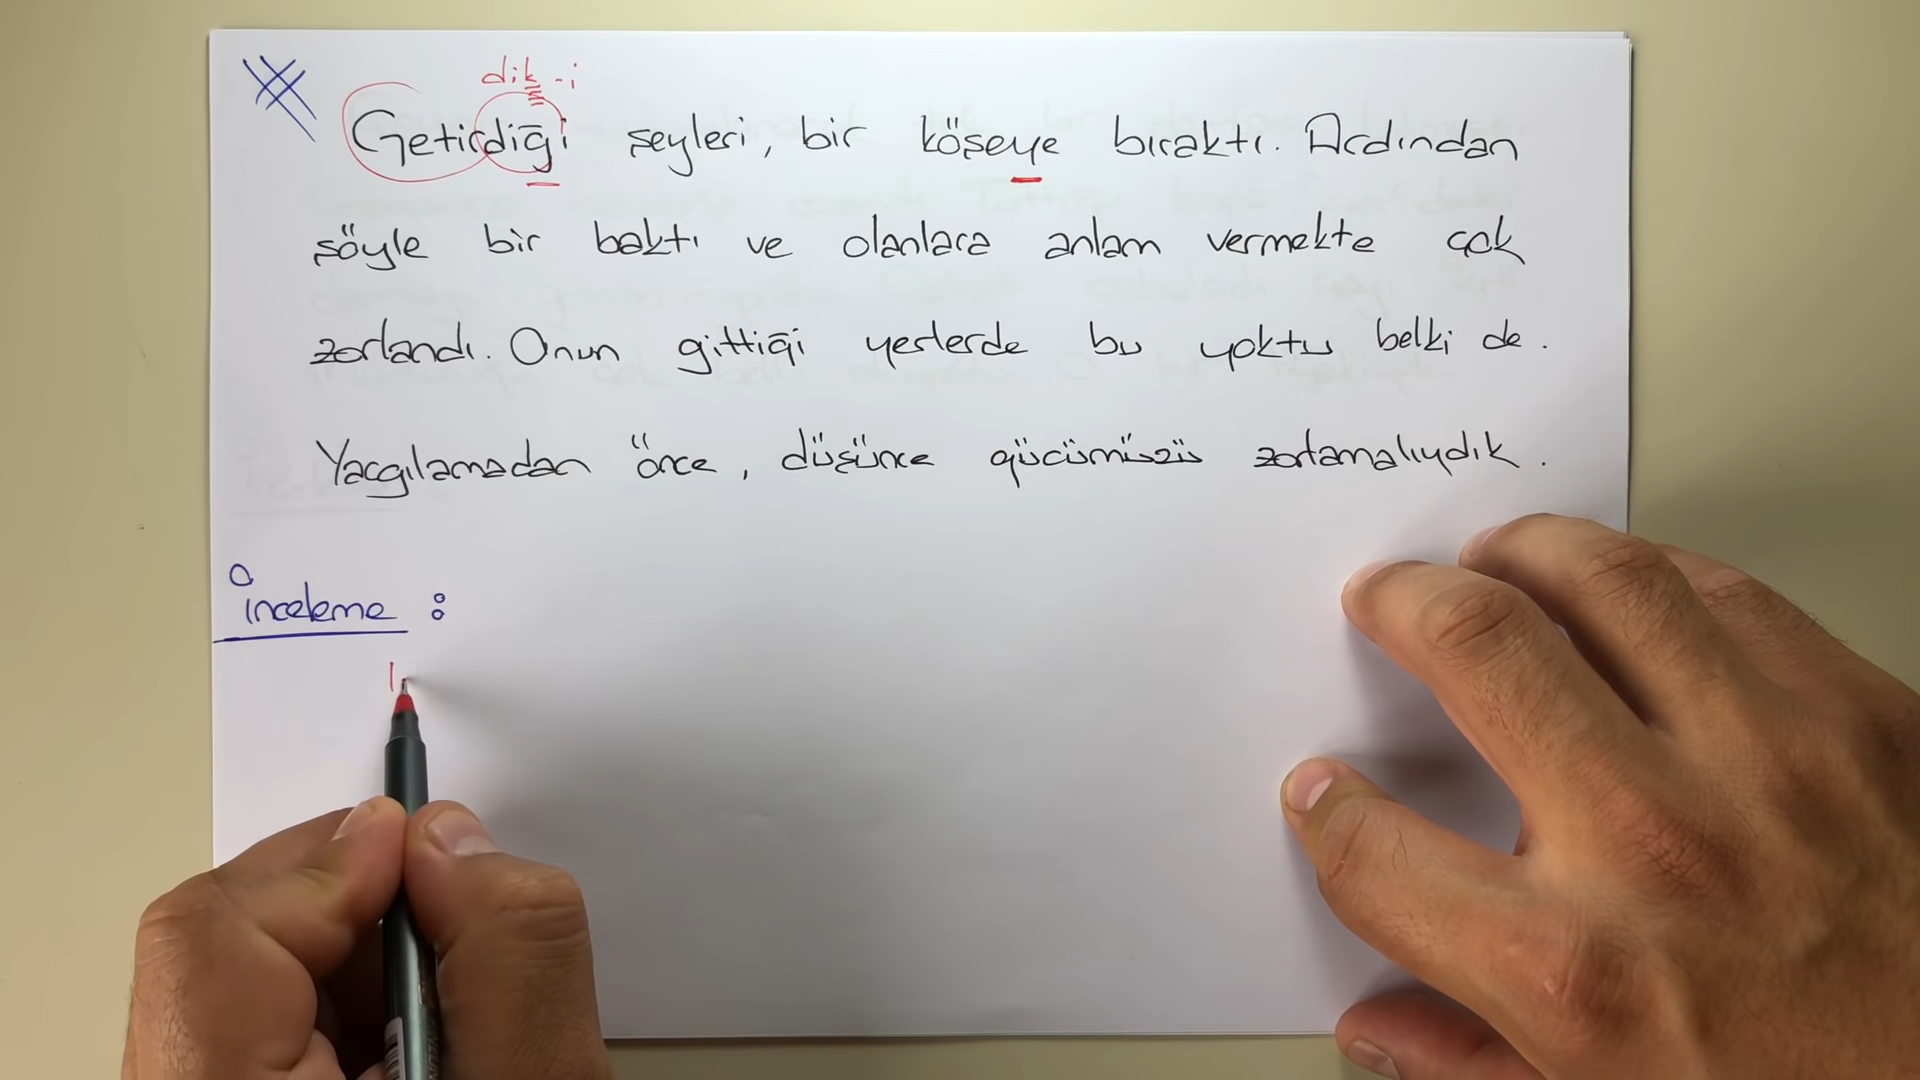 dik - i
Getirdiği şeyleri, bir köşeye bıraktı. Ardından
şöyle bir baktı ve olanlara anlam vermekte çok
zorlandı. Onun gittiği yerlerde bu yoktu belki de.
Yargılamadan önce, düşünce gücümüzü zorlamalıydık.
İnceleme :